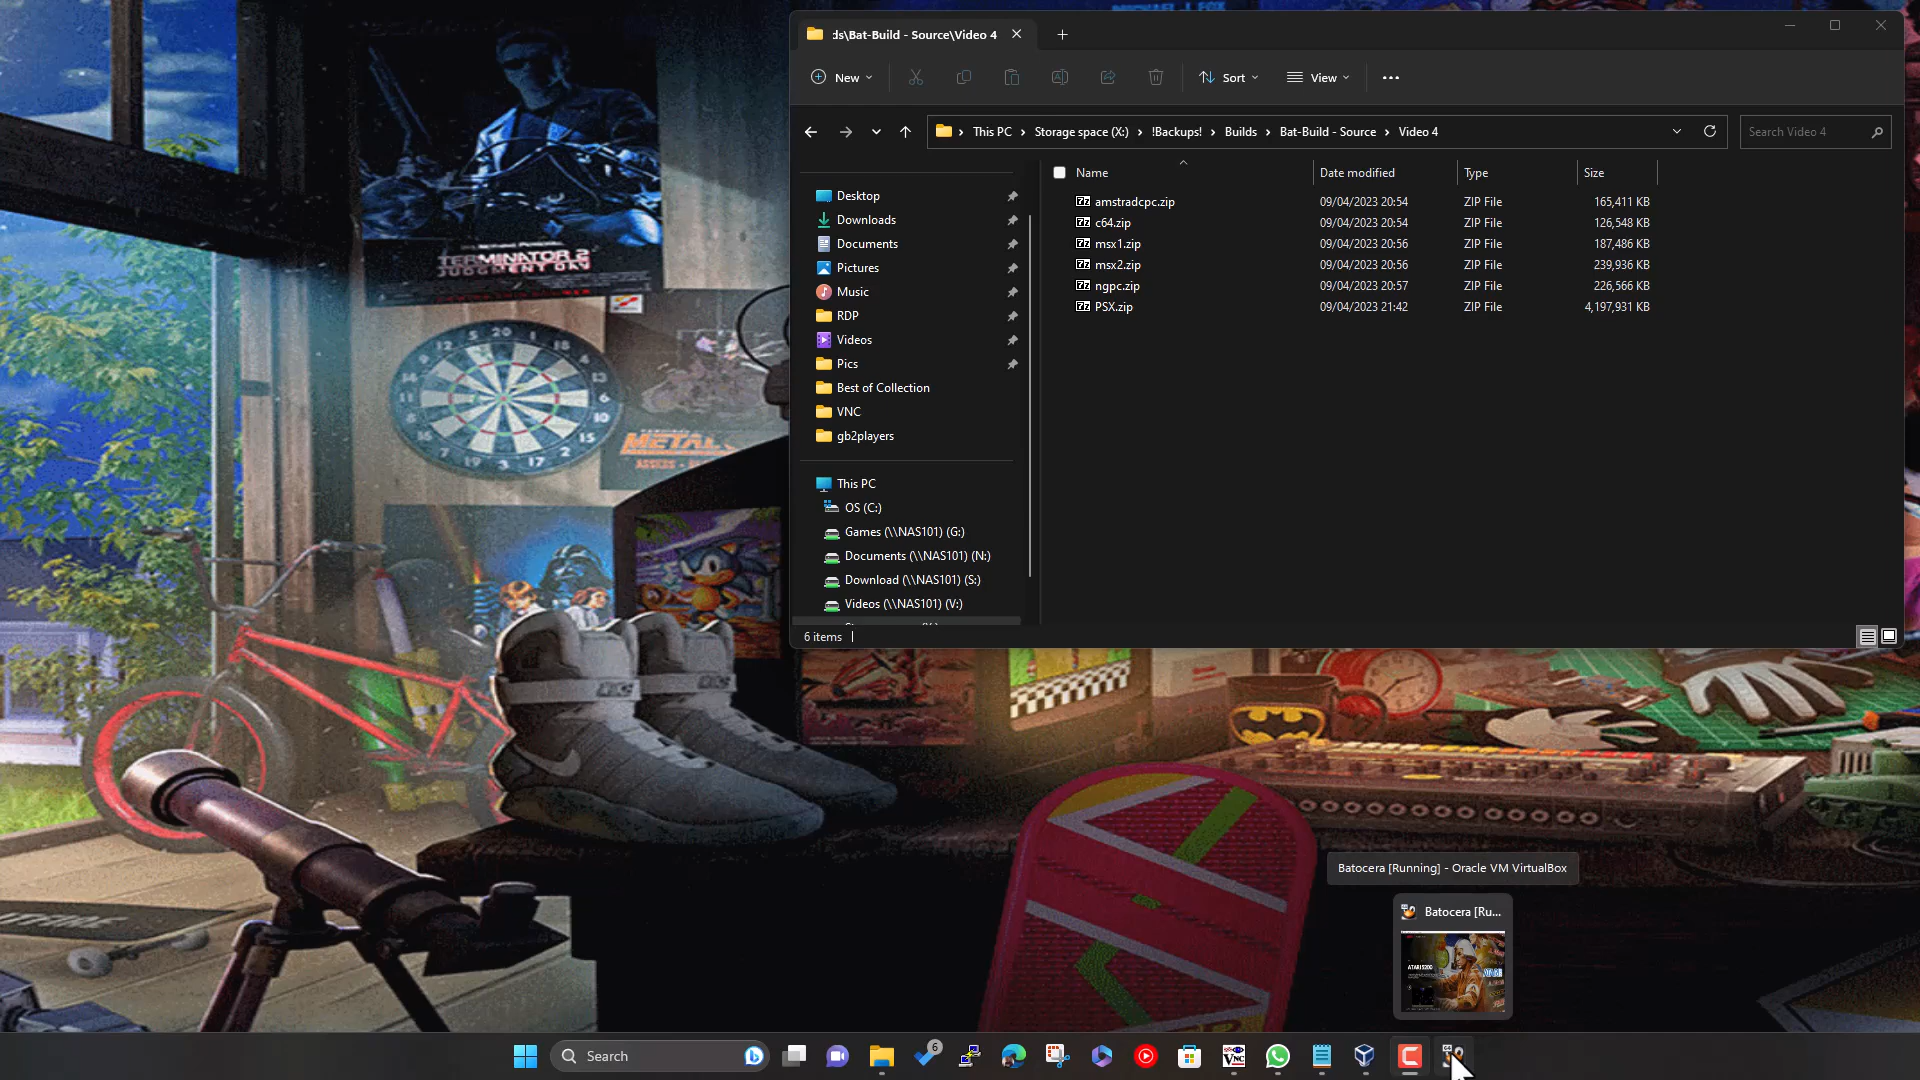 ds\Bat-Build - Source\Video 4
New
Sort
View
This PC
Storage space (X:)
!Backups!
Builds
Bat-Build - Source
Video 4
Search Video 4
Name
Date modified
Type
Size
amstradcpc.zip 09/04/2023 20:54 ZIP File 165,411 KB
c64.zip 09/04/2023 20:54 ZIP File 126,548 KB
msx1.zip 09/04/2023 20:56 ZIP File 187,486 KB
msx2.zip 09/04/2023 20:56 ZIP File 239,936 KB
ngpc.zip 09/04/2023 20:57 ZIP File 226,566 KB
PSX.zip 09/04/2023 21:42 ZIP File 4,197,931 KB
Desktop
Downloads
Documents
Pictures
Music
RDP
Videos
Pics
Best of Collection
VNC
gb2players
This PC
OS (C:)
Games (\\NAS101) (G:)
Documents (\\NAS101) (N:)
Download (\\NAS101) (S:)
Videos (\\NAS101) (V:)
6 items
TERMINATOR 2
JUDGMENT DAY
METAL
Batocera [Running] - Oracle VM VirtualBox
Batocera [Ru...
ATARI5200
Search
6
VNC